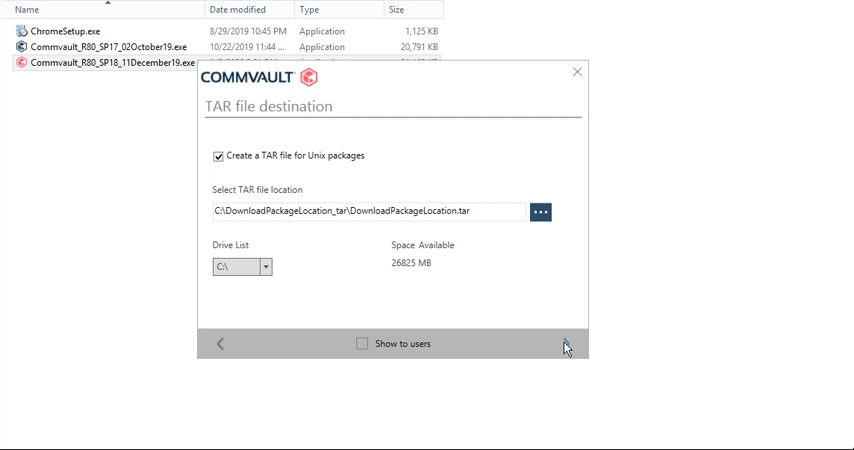 Name Date modified Type Size
ChromeSetup.exe 8/29/2019 10:45 PM Application 1,125 KB
Commvault_R80_SP17_02October19.exe 10/22/2019 11:44 ... Application 20,791 KB
Commvault_R80_SP18_11December19.exe
COMMVAULT
TAR file destination
Create a TAR file for Unix packages
Select TAR file location
C:\DownloadPackageLocation_tar\DownloadPackageLocation.tar
Drive List Space Available
C:\ 26825 MB
Show to users